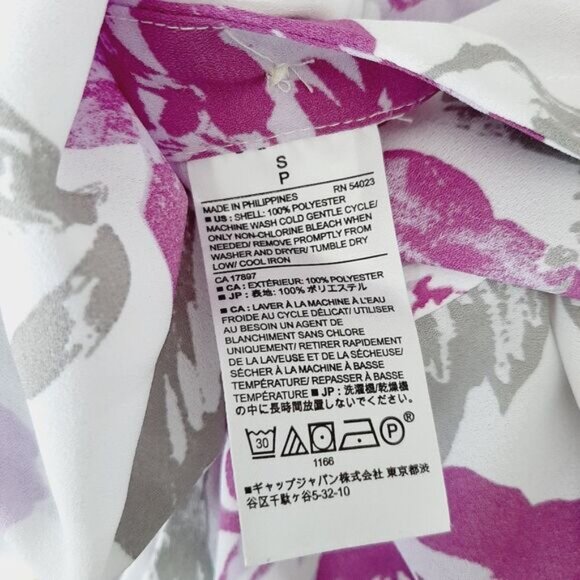 S
P
MADE IN PHILIPPINES RN 54023
■ US : SHELL: 100% POLYESTER
MACHINE WASH COLD GENTLE CYCLE/
ONLY NON-CHLORINE BLEACH WHEN
NEEDED/ REMOVE PROMPTLY FROM
WASHER AND DRYER/ TUMBLE DRY
LOW/ COOL IRON
CA 17897
■ CA : EXTÉRIEUR: 100% POLYESTER
■ JP : 表地: 100% ポリエステル
■ CA : LAVER À LA MACHINE À L'EAU
FROIDE AU CYCLE DÉLICAT/ UTILISER
AU BESOIN UN AGENT DE
BLANCHIMENT SANS CHLORE
UNIQUEMENT/ RETIRER RAPIDEMENT
DE LA LAVEUSE ET DE LA SÉCHEUSE/
SÉCHER À LA MACHINE À BASSE
TEMPÉRATURE/ REPASSER À BASSE
TEMPÉRATURE ■ JP : 洗濯機/乾燥機
の中に長時間放置しないでください。
30 P ®
1166
■ギャップジャパン株式会社 東京都渋
谷区千駄ヶ谷5-32-10